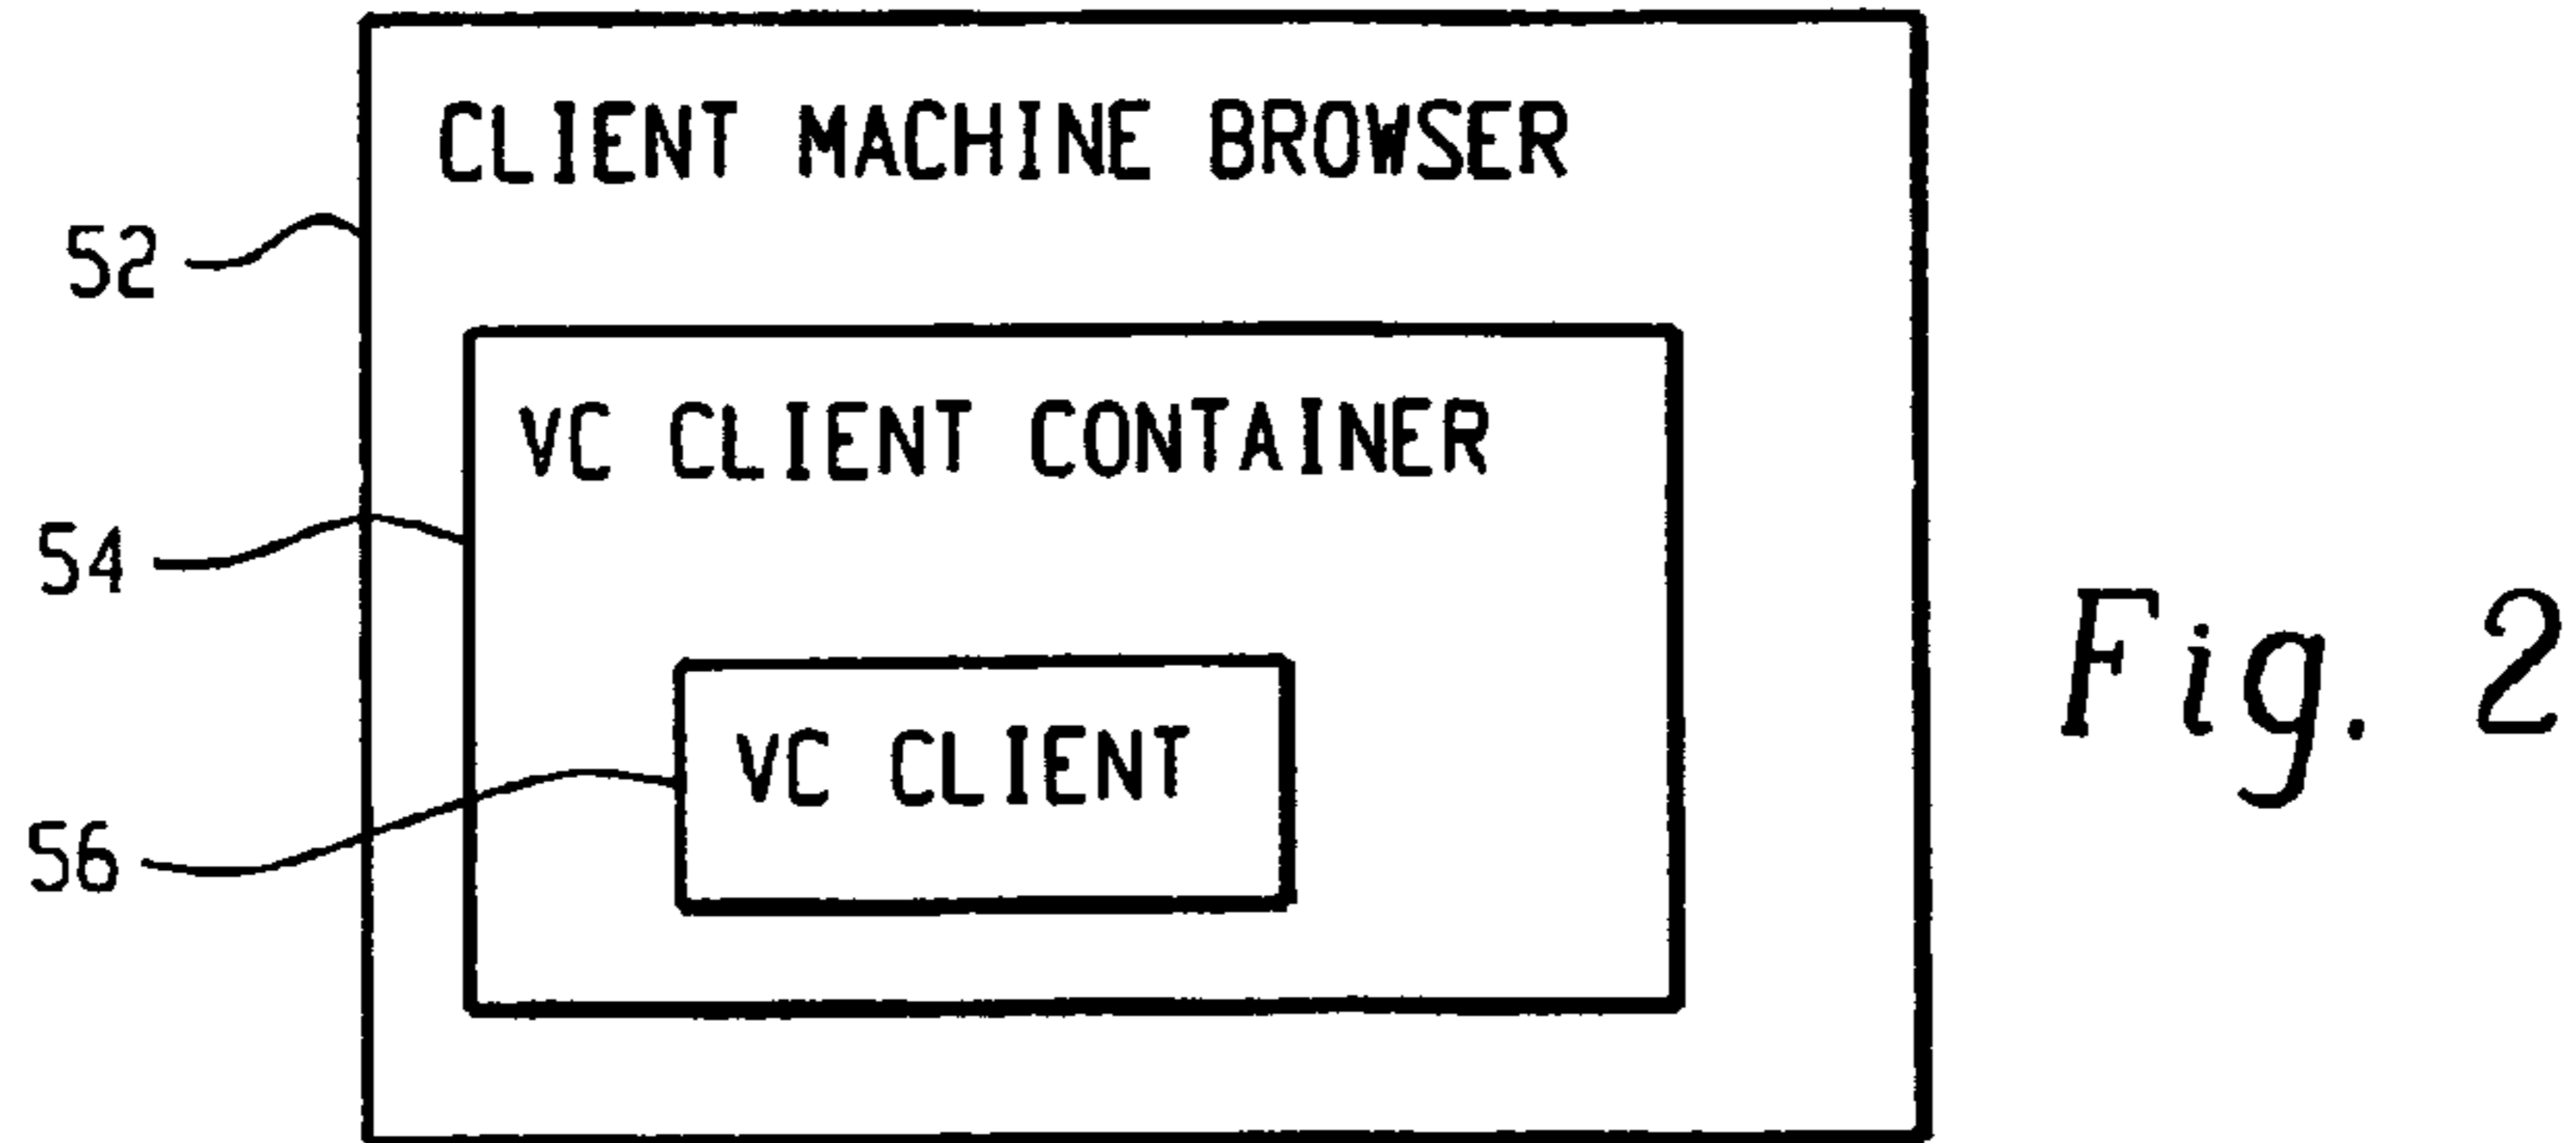 CLIENT MACHINE BROWSER
52
VC CLIENT CONTAINER
54
VC CLIENT
56
Fig. 2